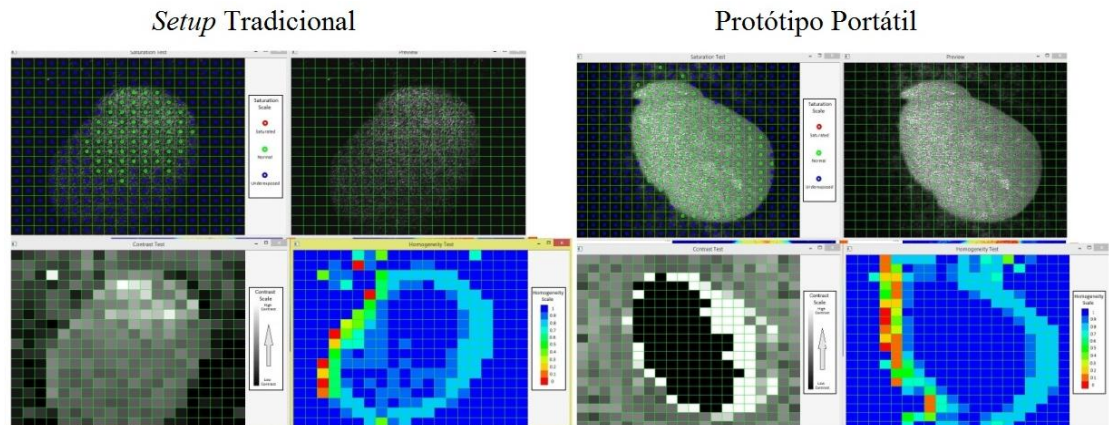 Setup Tradicional
Protótipo Portátil
Saturation Test
Preview
Saturation
Scale
Saturated
Normal
Underexposed
Contrast Test
Homogeneity Test
Contrast
Scale
High
Contrast
Low
Contrast
Homogeneity
Scale
1
0.9
0.8
0.7
0.6
0.5
0.4
0.3
0.2
0.1
0
Saturation Test
Preview
Saturation
Scale
Saturated
Normal
Underexposed
Contrast Test
Homogeneity Test
Contrast
Scale
High
Contrast
Low
Contrast
Homogeneity
Scale
1
0.9
0.8
0.7
0.6
0.5
0.4
0.3
0.2
0.1
0